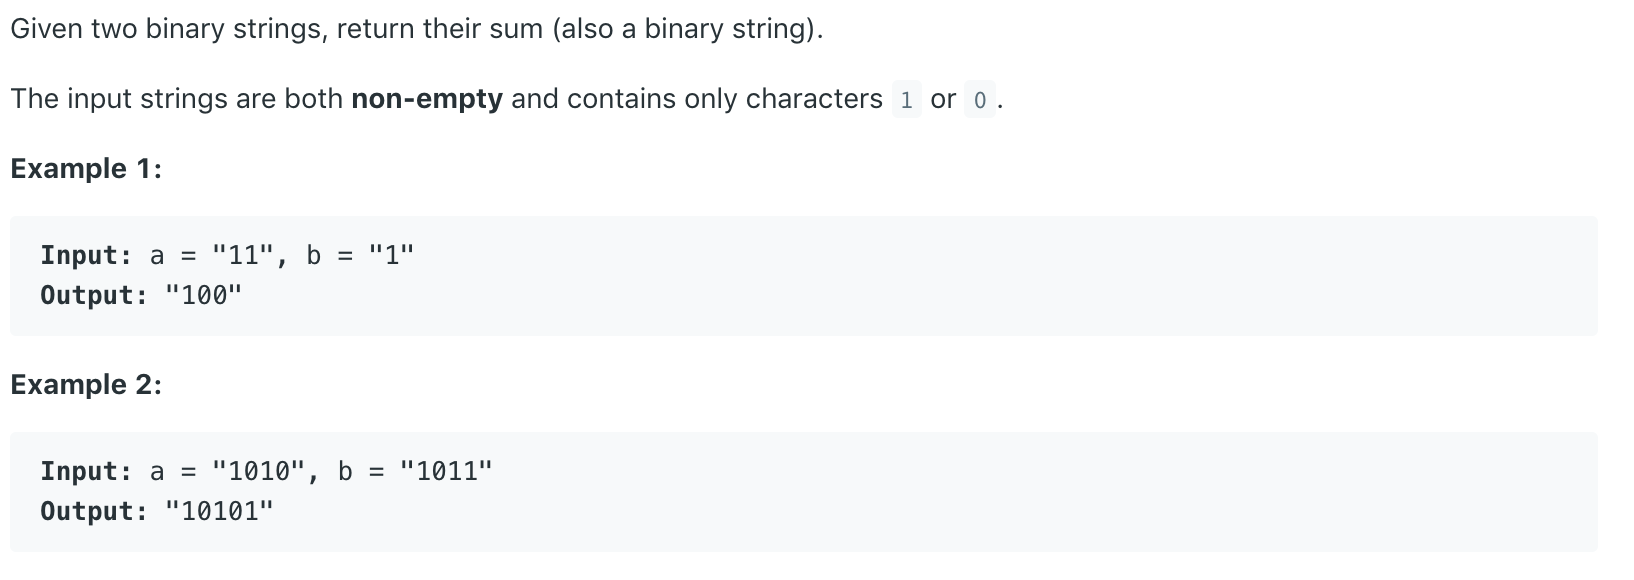 Given two binary strings, return their sum (also a binary string).
The input strings are both non-empty and contains only characters 1 or 0.
Example 1:
Input: a = "11", b = "1"
Output: "100"
Example 2:
Input: a = "1010", b = "1011"
Output: "10101"